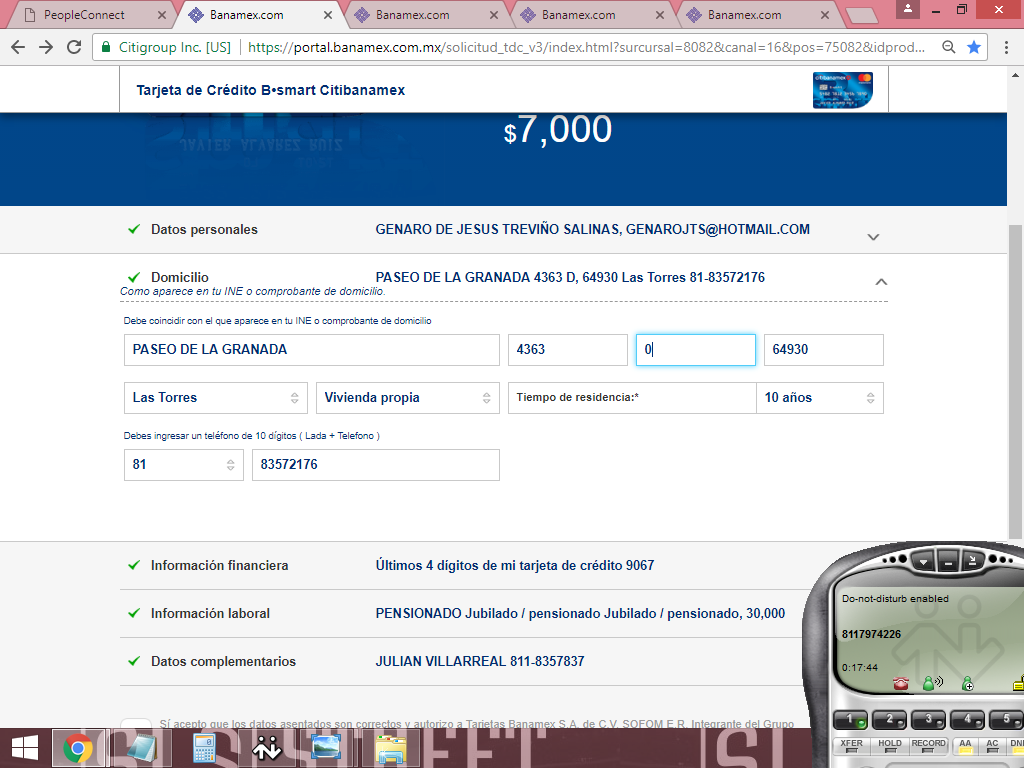 PeopleConnect
Banamex.com
Banamex.com
Banamex.com
Banamex.com
Citigroup Inc. [US] https://portal.banamex.com.mx/solicitud_tdc_v3/index.html?surcursal=8082&canal=16&pos=75082&idprod...
Tarjeta de Crédito B•smart Citibanamex
citibanamex
$7,000
JAVIER ALVAREZ RUIZ
Datos personales GENARO DE JESUS TREVIÑO SALINAS, GENAROJTS@HOTMAIL.COM
Domicilio PASEO DE LA GRANADA 4363 D, 64930 Las Torres 81-83572176
Como aparece en tu INE o comprobante de domicilio.
Debe coincidir con el que aparece en tu INE o comprobante de domicilio
PASEO DE LA GRANADA 4363 0 64930
Las Torres Vivienda propia Tiempo de residencia:* 10 años
Debes ingresar un teléfono de 10 dígitos ( Lada + Telefono )
81 83572176
Información financiera Últimos 4 dígitos de mi tarjeta de crédito 9067
Información laboral PENSIONADO Jubilado / pensionado Jubilado / pensionado, 30,000
Datos complementarios JULIAN VILLARREAL 811-8357837
Sí acepto que los datos asentados son correctos y autorizo a Tarjetas Banamex S.A. de C.V. SOFOM E.R. Integrante del Grupo
Do-not-disturb enabled
8117974226
0:17:44
1 2 3 4 5
XFER HOLD RECORD AA AC DND